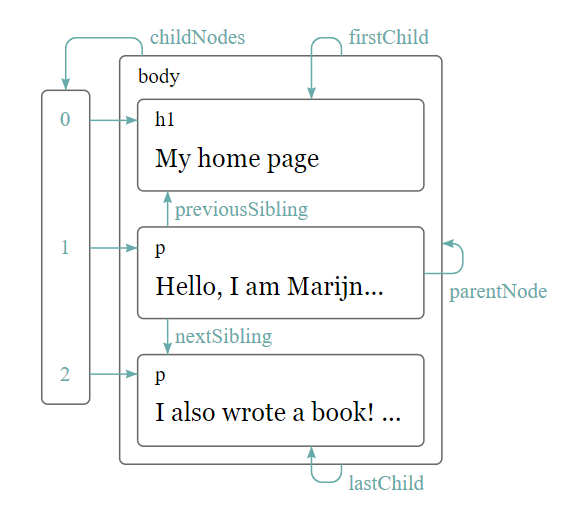 childNodes
firstChild
body
0
h1
My home page
previousSibling
1
p
Hello, I am Marijn...
parentNode
nextSibling
2
p
I also wrote a book! ...
lastChild